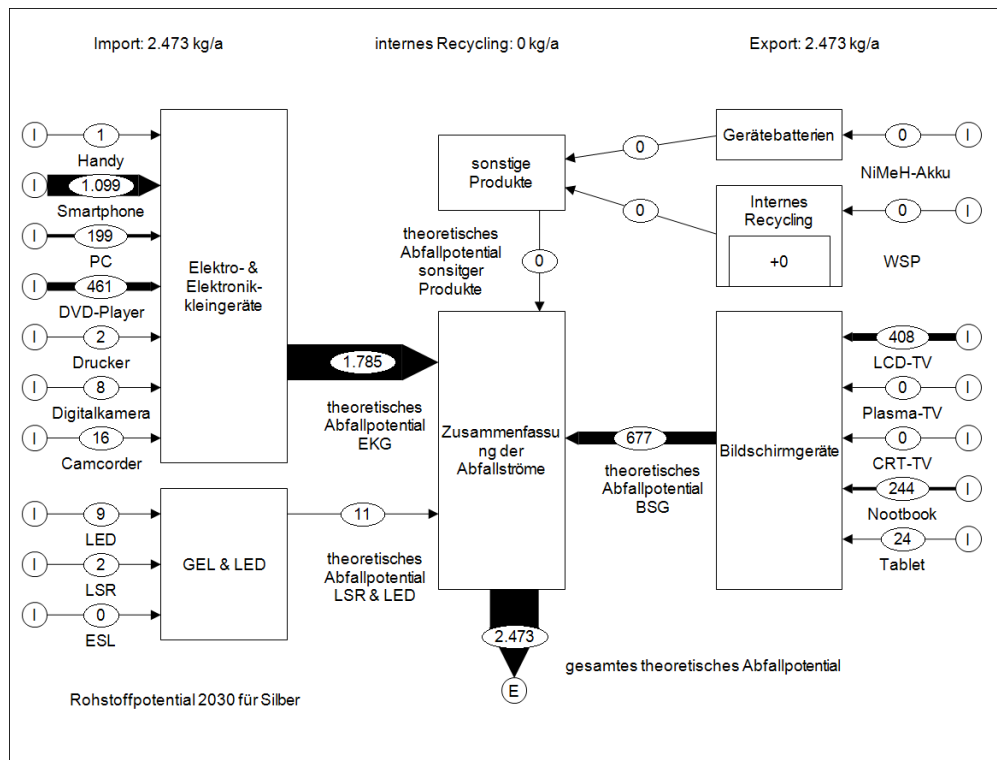 Import: 2.473 kg/a
internes Recycling: 0 kg/a
Export: 2.473 kg/a
I
1
Handy
I
1.099
Smartphone
I
199
PC
I
461
DVD-Player
I
2
Drucker
I
8
Digitalkamera
I
16
Camcorder
Elektro- &
Elektronik-
kleingeräte
1.785
theoretisches
Abfallpotential
EKG
I
9
LED
I
2
LSR
I
0
ESL
GEL & LED
11
theoretisches
Abfallpotential
LSR & LED
sonstige
Produkte
0
0
theoretisches
Abfallpotential
sonsitger
Produkte
0
Zusammenfassu
ng der
Abfallströme
2.473
E
gesamtes theoretisches Abfallpotential
Gerätebatterien
0
I
NiMeH-Akku
Internes
Recycling
+0
0
I
WSP
677
theoretisches
Abfallpotential
BSG
Bildschirmgeräte
408
I
LCD-TV
0
I
Plasma-TV
0
I
CRT-TV
244
I
Nootbook
24
I
Tablet
Rohstoffpotential 2030 für Silber